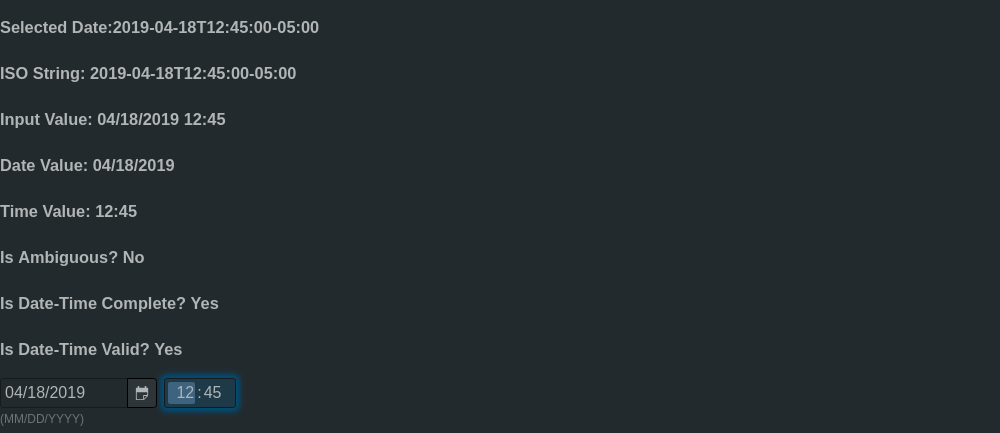 Selected Date:2019-04-18T12:45:00-05:00
ISO String: 2019-04-18T12:45:00-05:00
Input Value: 04/18/2019 12:45
Date Value: 04/18/2019
Time Value: 12:45
Is Ambiguous? No
Is Date-Time Complete? Yes
Is Date-Time Valid? Yes
04/18/2019 12:45
(MM/DD/YYYY)